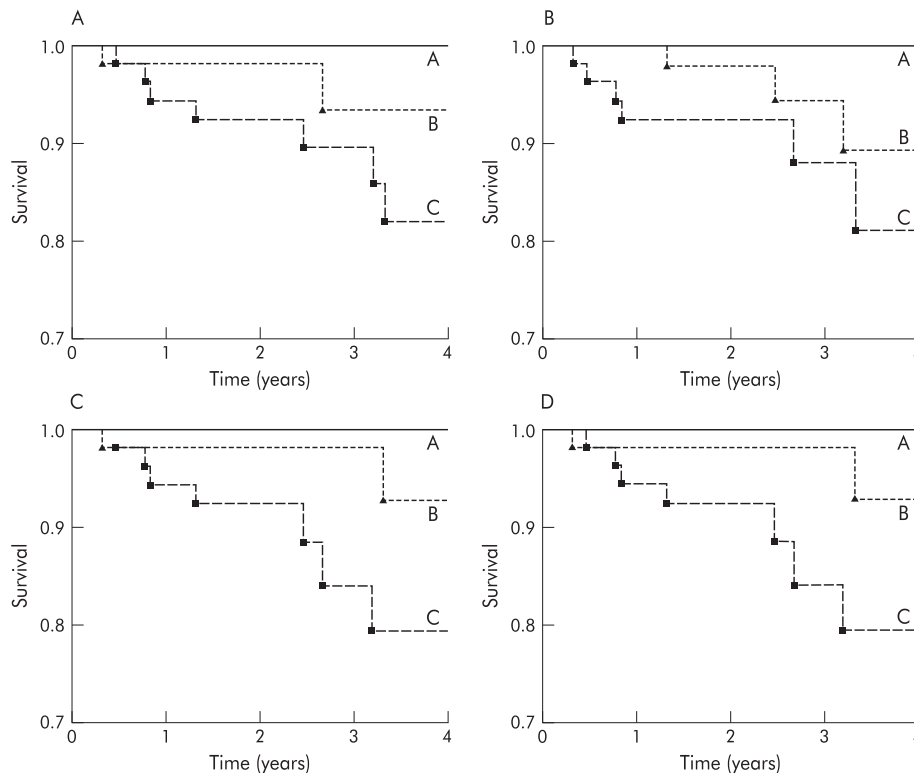 A
1.0
0.9
0.8
0.7
Survival
0 1 2 3 4
Time (years)
A
B
C
B
1.0
0.9
0.8
0.7
Survival
0 1 2 3
Time (years)
A
B
C
C
1.0
0.9
0.8
0.7
Survival
0 1 2 3 4
Time (years)
A
B
C
D
1.0
0.9
0.8
0.7
Survival
0 1 2 3
Time (years)
A
B
C